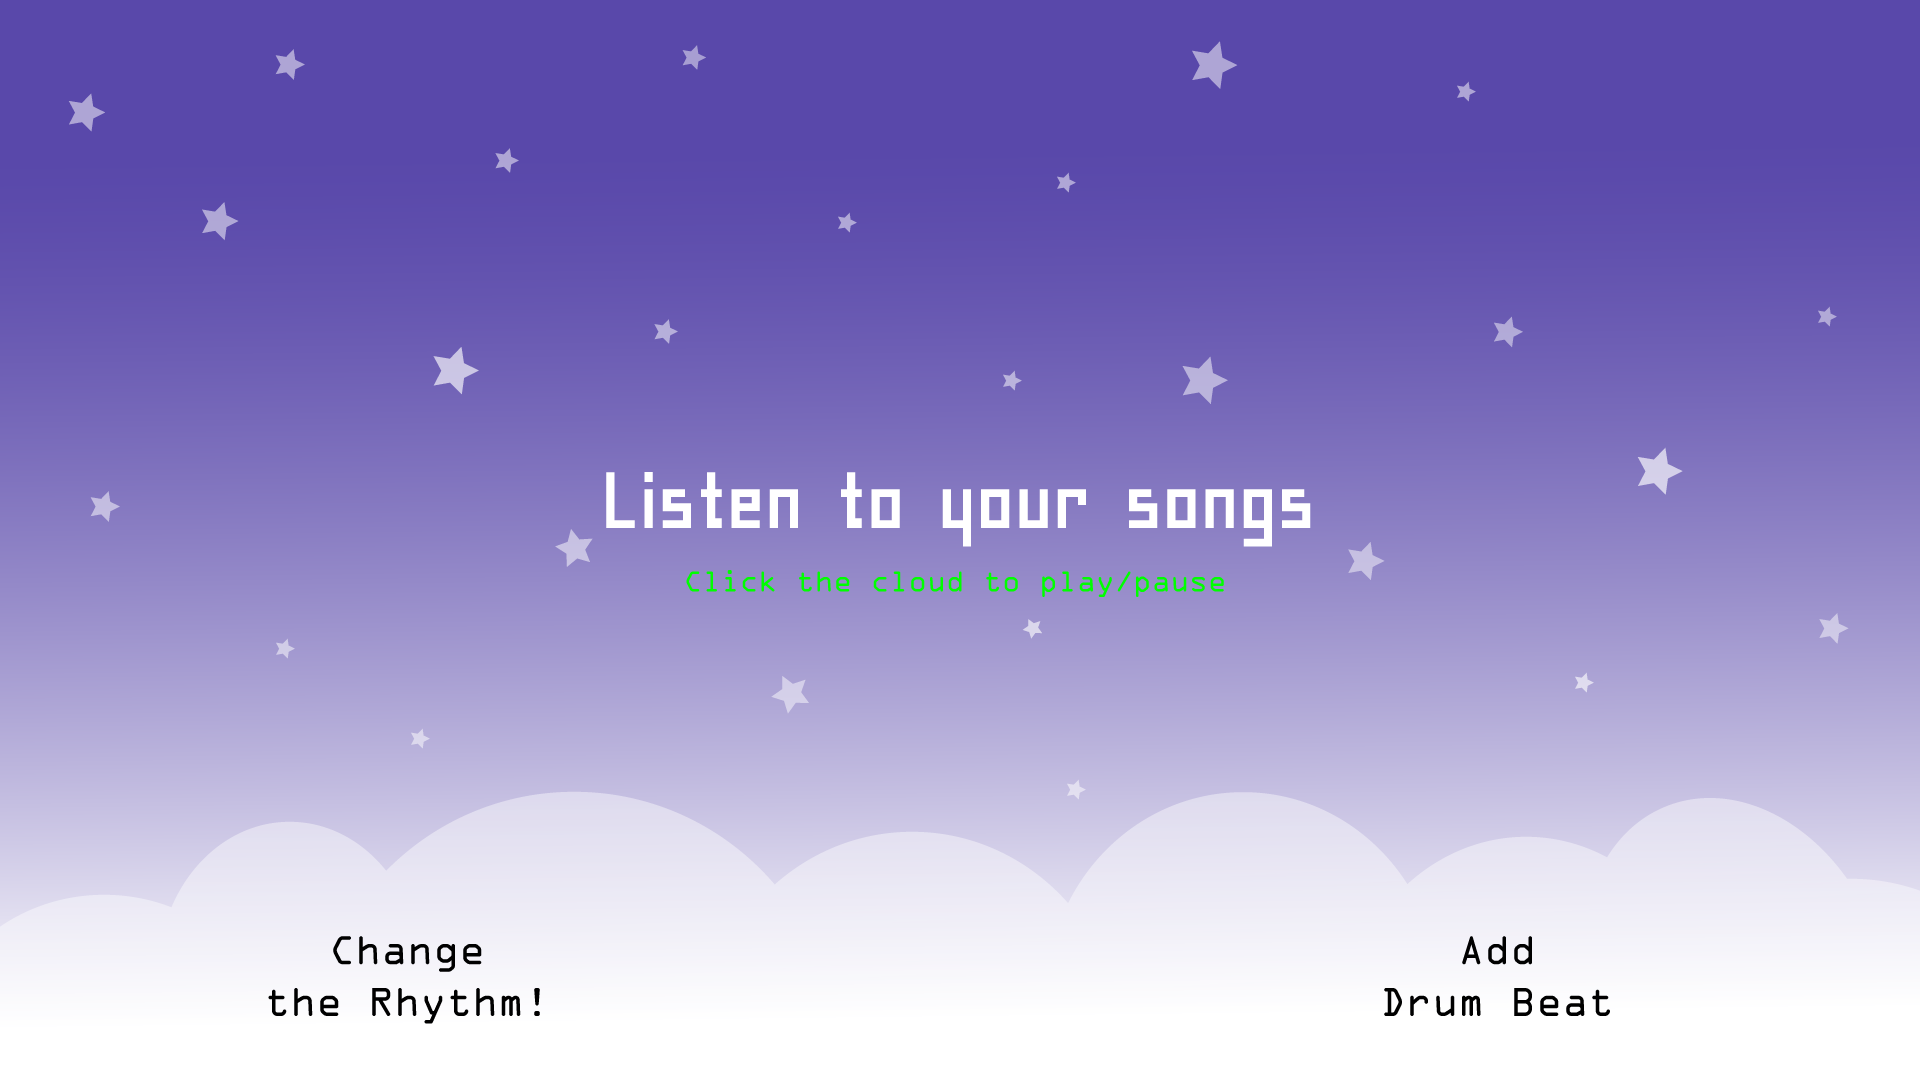 Listen to your songs
Click the cloud to play/pause
Change
the Rhythm!
Add
Drum Beat